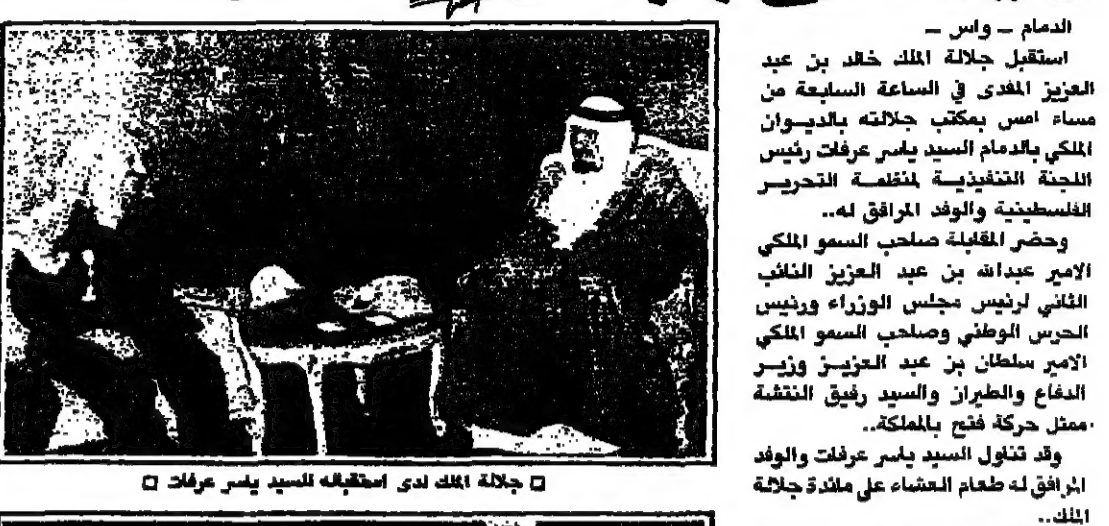 الدمام ـ واس ـ
استقبل جلالة الملك خالد بن عبد
العزيز المفدى في الساعة السابعة من
مساء امس بمكتب جلالته بالديوان
الملكي بالدمام السيد ياسر عرفات رئيس
اللجنة التنفيذية لمنظمة التحرير
الفلسطينية والوفد المرافق له..
وحضر المقابلة صاحب السمو الملكي
الامير عبدالله بن عبد العزيز النائب
الثاني لرئيس مجلس الوزراء ورئيس
الحرس الوطني وصاحب السمو الملكي
الامير سلطان بن عبد العزيز وزير
الدفاع والطيران والسيد رفيق النتشة
ممثل حركة فتح بالمملكة..
وقد تناول السيد ياسر عرفات والوفد
المرافق له طعام العشاء على مائدة جلالة
الملك..
□ جلالة الملك لدى استقباله للسيد ياسر عرفات □